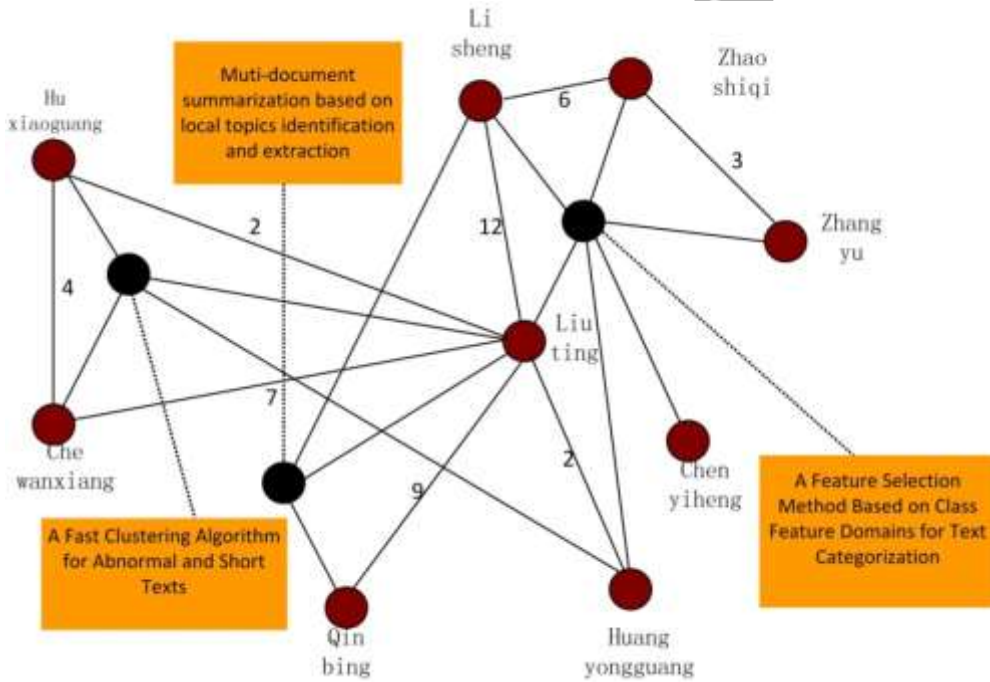 Li
sheng
Zhao
shiqi
Muti-document
summarization based on
local topics identification
and extraction
Hu
xiaoguang
6
3
2
12
Zhang
yu
4
Liu
ting
7
Che
wanxiang
9
2
Chen
yiheng
A Feature Selection
Method Based on Class
Feature Domains for Text
Categorization
A Fast Clustering Algorithm
for Abnormal and Short
Texts
Qin
bing
Huang
yongguang